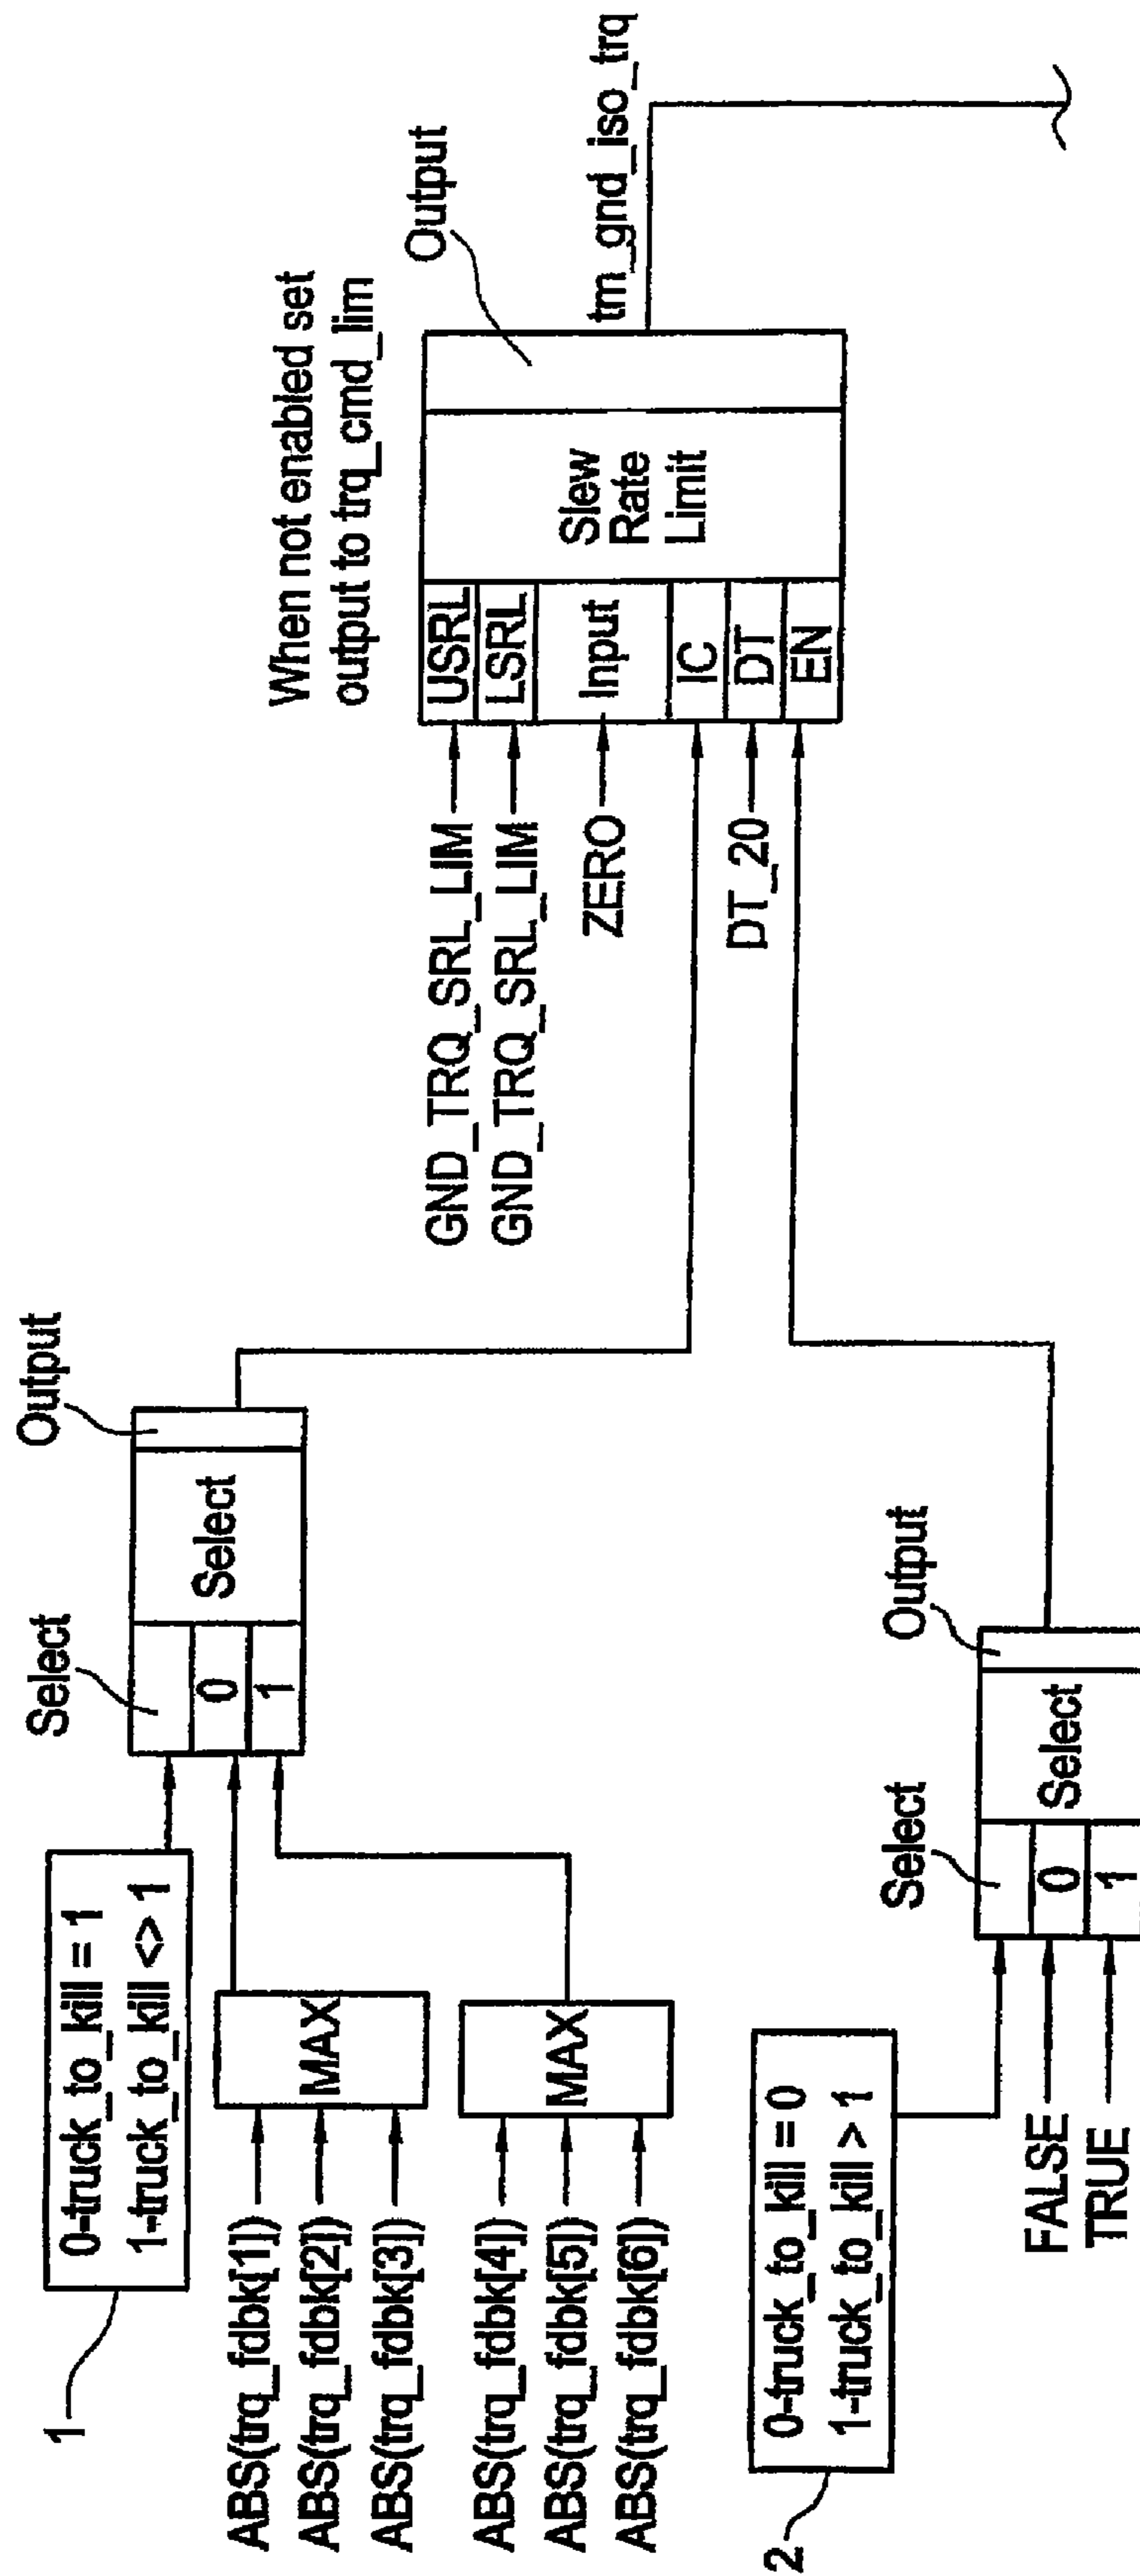 1
0-truck_to_kill = 1
1-truck_to_kill <> 1
Select
Output
0
1
Select
ABS(trq_fdbk[1])
ABS(trq_fdbk[2])
ABS(trq_fdbk[3])
MAX
ABS(trq_fdbk[4])
ABS(trq_fdbk[5])
ABS(trq_fdbk[6])
MAX
2
0-truck_to_kill = 0
1-truck_to_kill > 1
FALSE
TRUE
Select
Output
0
1
Select
When not enabled set
output to trq_cmd_lim
GND_TRQ_SRL_LIM
GND_TRQ_SRL_LIM
ZERO
DT_20
USRL
LSRL
Input
IC
DT
EN
Slew
Rate
Limit
Output
tm_gnd_iso_trq